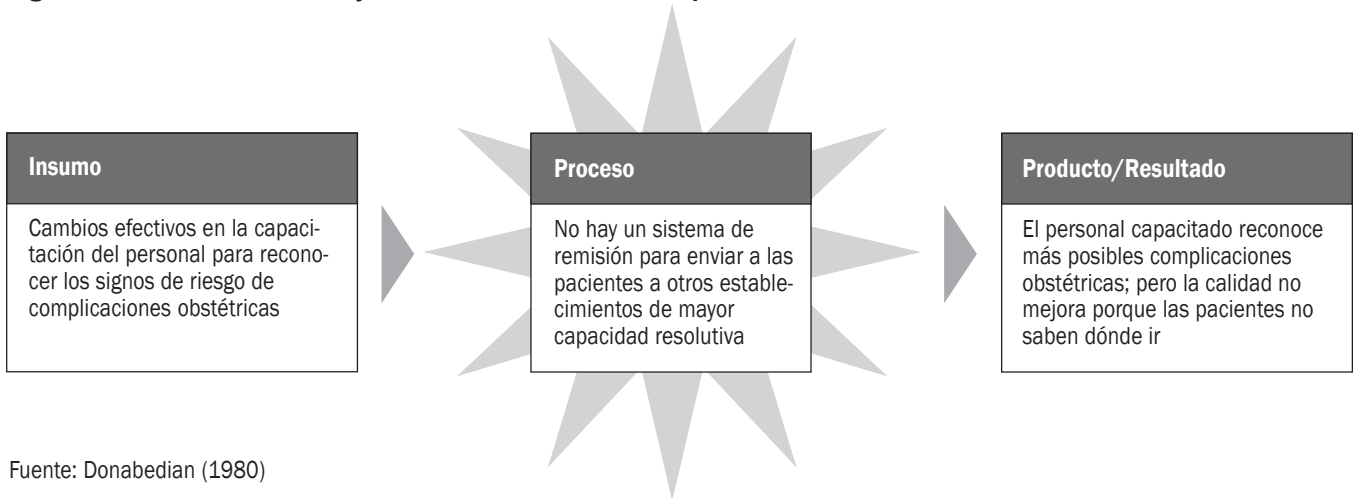 Insumo
Cambios efectivos en la capaci-
tación del personal para recono-
cer los signos de riesgo de
complicaciones obstétricas
Proceso
No hay un sistema de
remisión para enviar a las
pacientes a otros estable-
cimientos de mayor
capacidad resolutiva
Producto/Resultado
El personal capacitado reconoce
más posibles complicaciones
obstétricas; pero la calidad no
mejora porque las pacientes no
saben dónde ir
Fuente: Donabedian (1980)